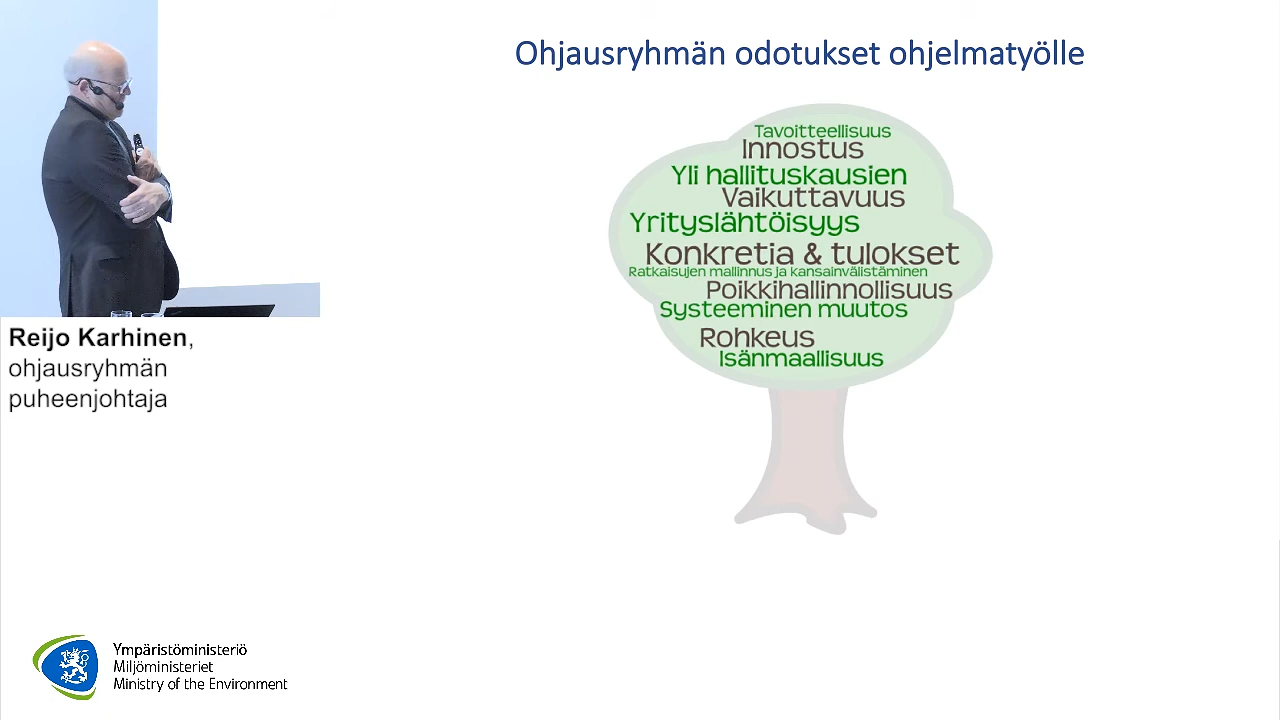 Ohjausryhmän odotukset ohjelmatyölle
Tavoitteellisuus
Innostus
Yli hallituskausien
Vaikuttavuus
Yrityslähtöisyys
Konkretia & tulokset
Ratkaisujen mallinnus ja kansainvälistäminen
Poikkihallinnollisuus
Systeeminen muutos
Rohkeus
Isänmaallisuus
Reijo Karhinen,
ohjausryhmän
puheenjohtaja
Ympäristöministeriö
Miljöministeriet
Ministry of the Environment